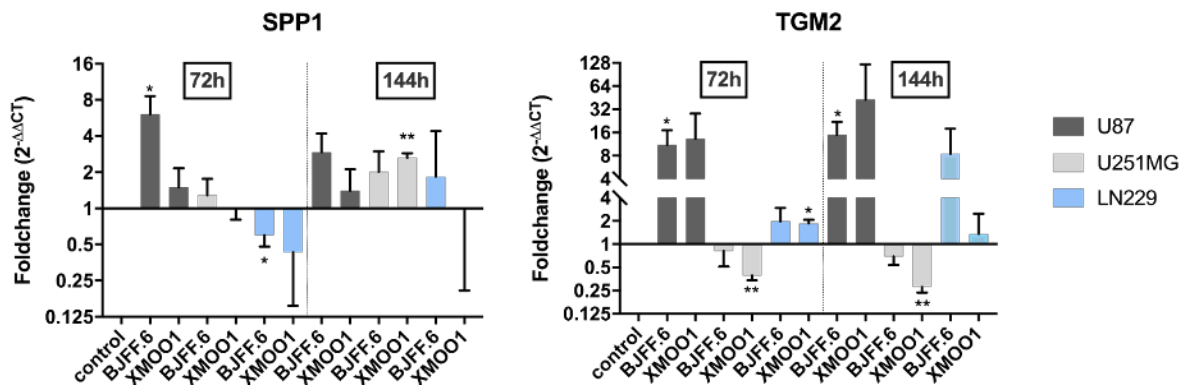 SPP1
TGM2
Foldchange (2-ΔΔCT)
16
8
4
2
1
0.5
0.25
0.125
72h
144h
*
*
**
control
BJFF.6
XMOO1
BJFF.6
XMOO1
BJFF.6
XMOO1
BJFF.6
XMOO1
BJFF.6
XMOO1
BJFF.6
XMOO1
Foldchange (2-ΔΔCT)
128
64
32
16
8
4
4
2
1
0.5
0.25
0.125
72h
144h
*
*
**
*
**
control
BJFF.6
XMOO1
BJFF.6
XMOO1
BJFF.6
XMOO1
BJFF.6
XMOO1
BJFF.6
XMOO1
BJFF.6
XMOO1
U87
U251MG
LN229